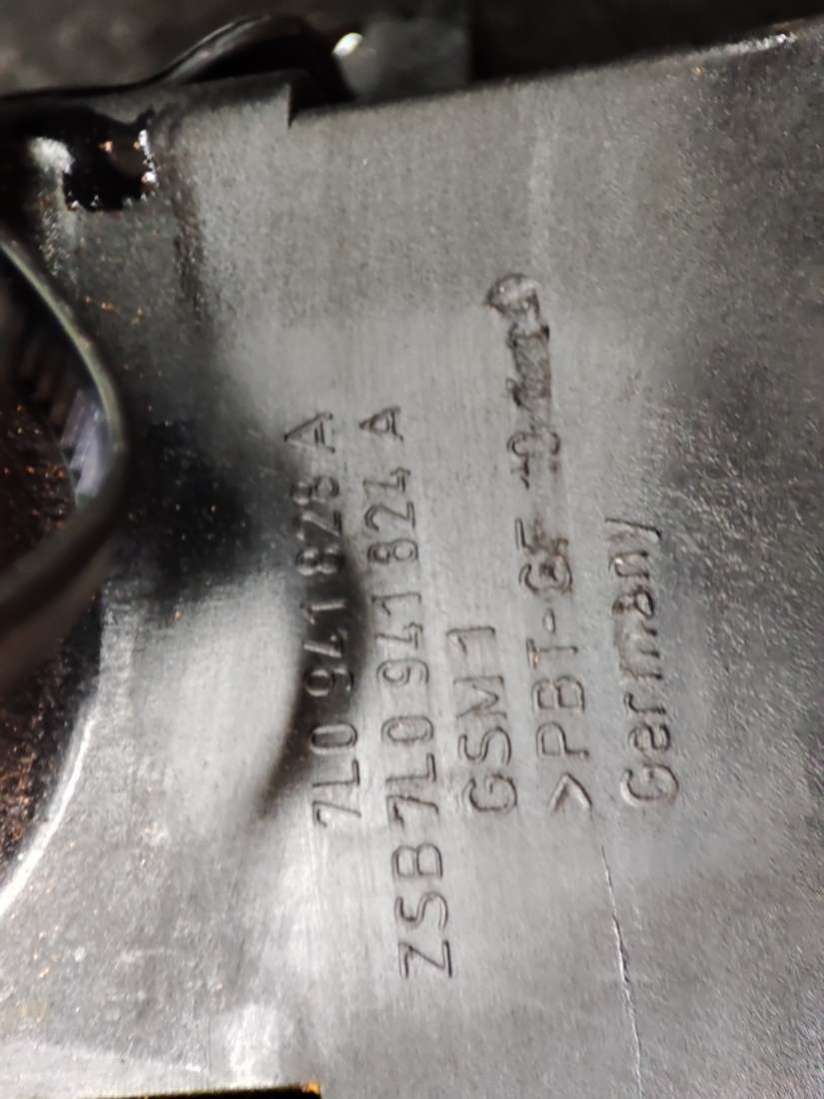 7L0 941 828 A
ZSB 7L0 941 824 A
GSM 1
>PBT-GF
Germany